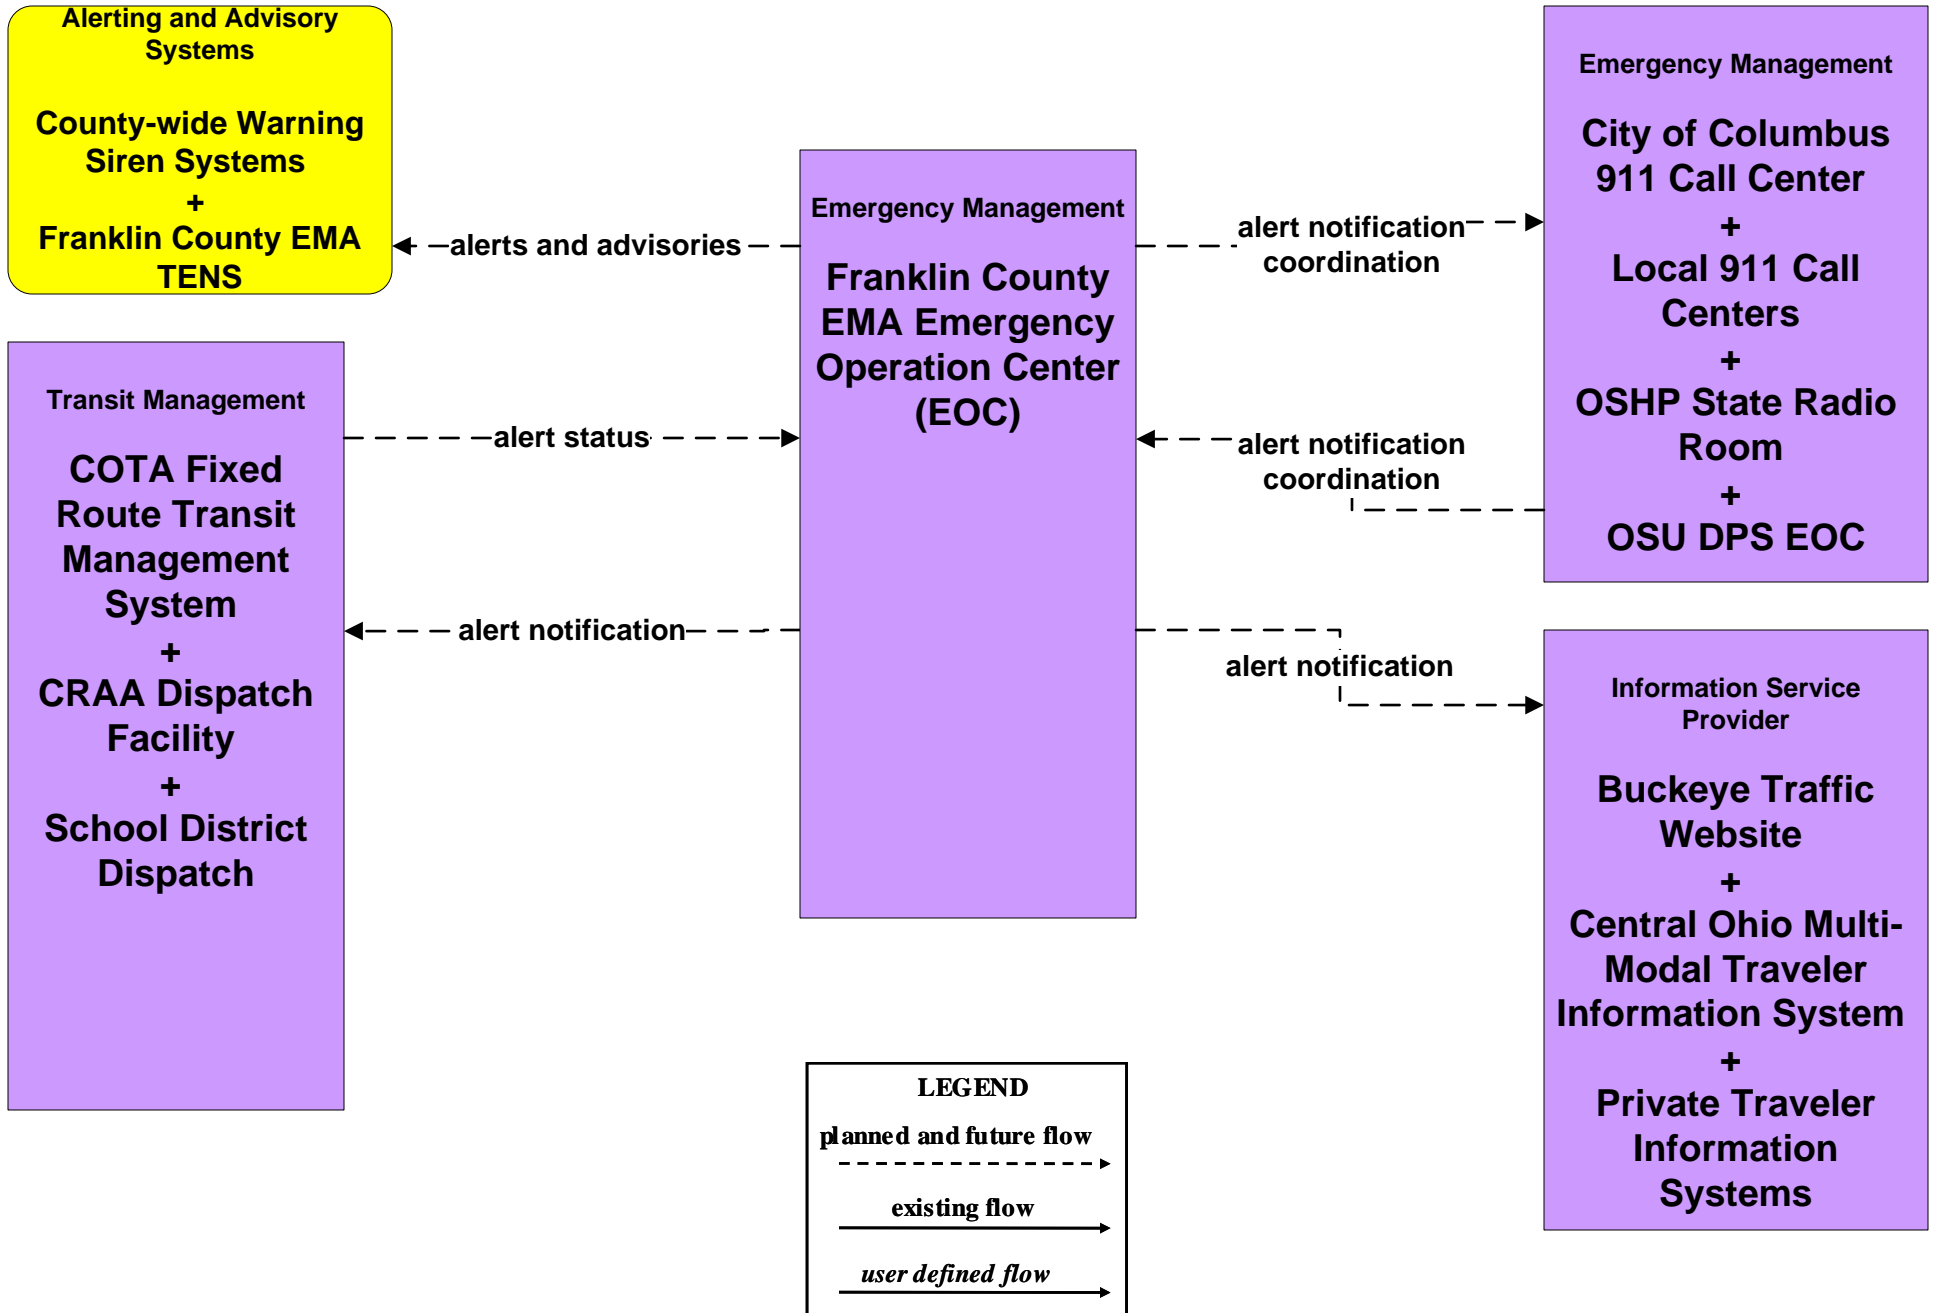 Alerting and Advisory
Systems
County-wide Warning
Siren Systems
+
Franklin County EMA
TENS
Transit Management
COTA Fixed
Route Transit
Management
System
+
CRAA Dispatch
Facility
+
School District
Dispatch
alerts and advisories
alert status
alert notification
Emergency Management
Franklin County
EMA Emergency
Operation Center
(EOC)
alert notification
coordination
alert notification
coordination
alert notification
Emergency Management
City of Columbus
911 Call Center
+
Local 911 Call
Centers
+
OSHP State Radio
Room
+
OSU DPS EOC
Information Service
Provider
Buckeye Traffic
Website
+
Central Ohio Multi-
Modal Traveler
Information System
+
Private Traveler
Information
Systems
LEGEND
planned and future flow
existing flow
user defined flow